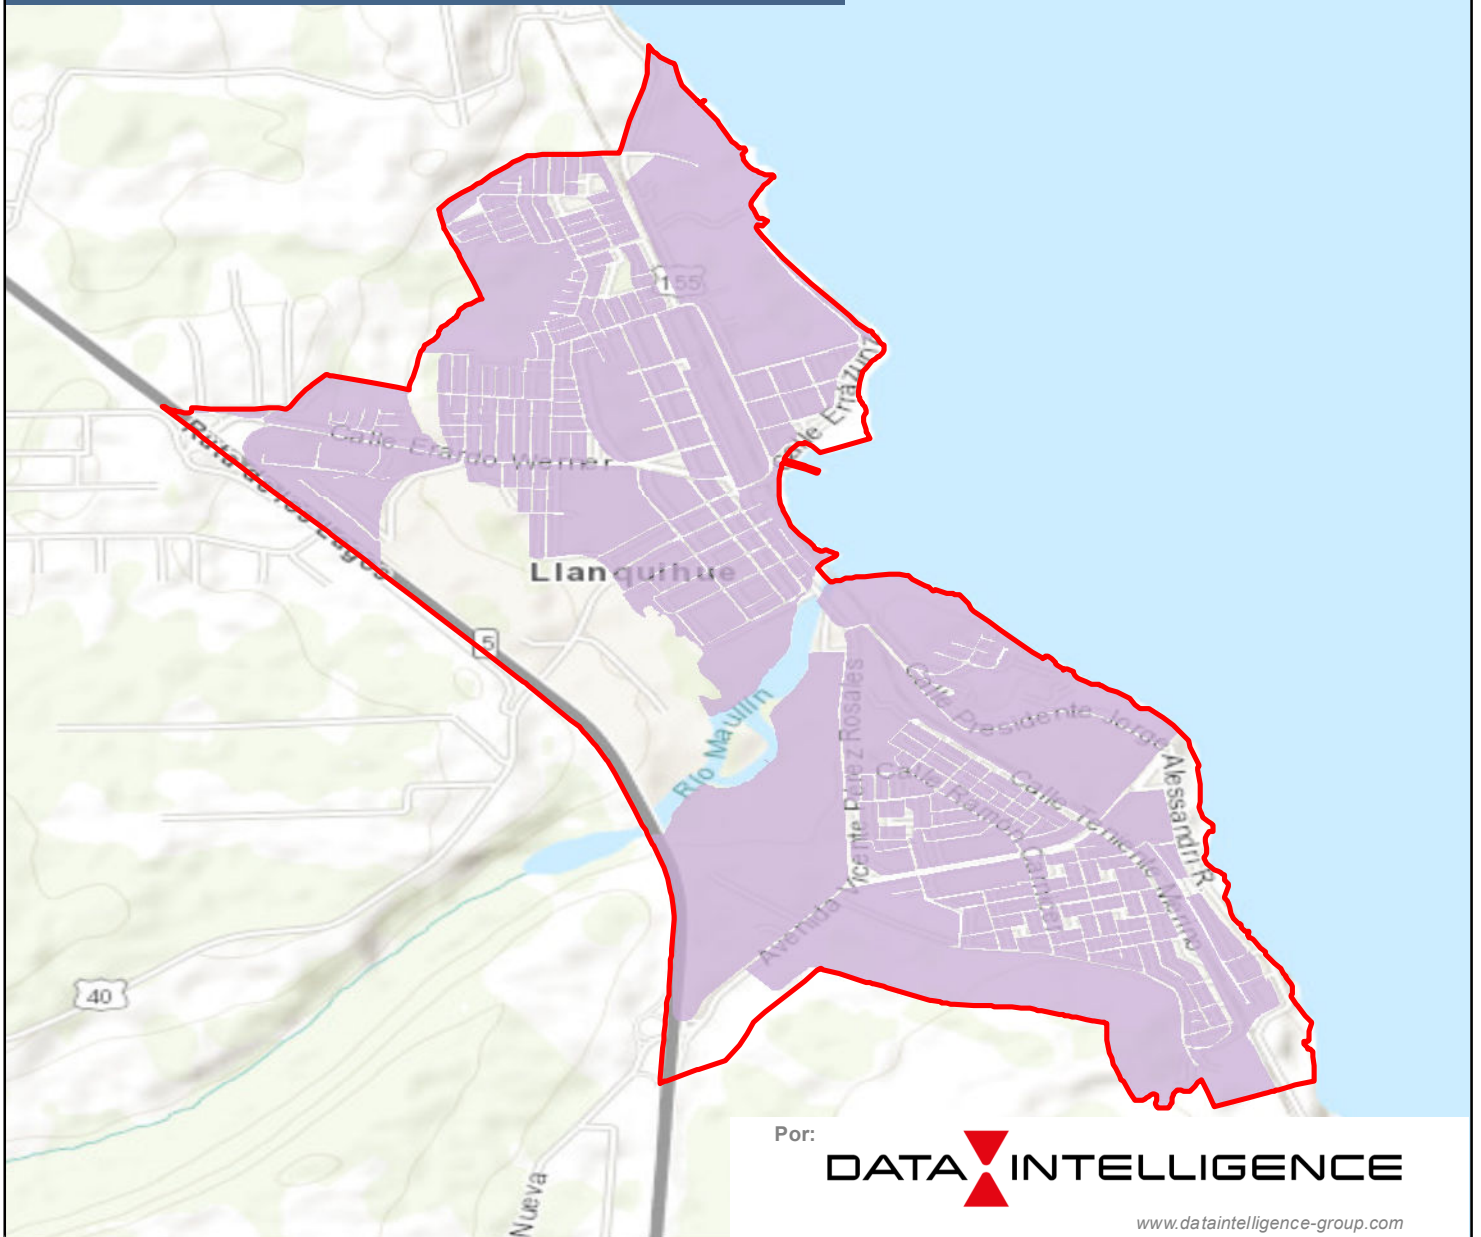 155
Calle Errázuriz
Calle Erardo Werner
Ruta de los Lagos
Llanquihue
5
Río Maullín
Avenida Vicente Pérez Rosales
Calle Presidente Jorge Alessandri R
Calle Ramón Carnicer
Calle Teniente Merino
40
Nueva
Por:
DATA INTELLIGENCE
www.dataintelligence-group.com